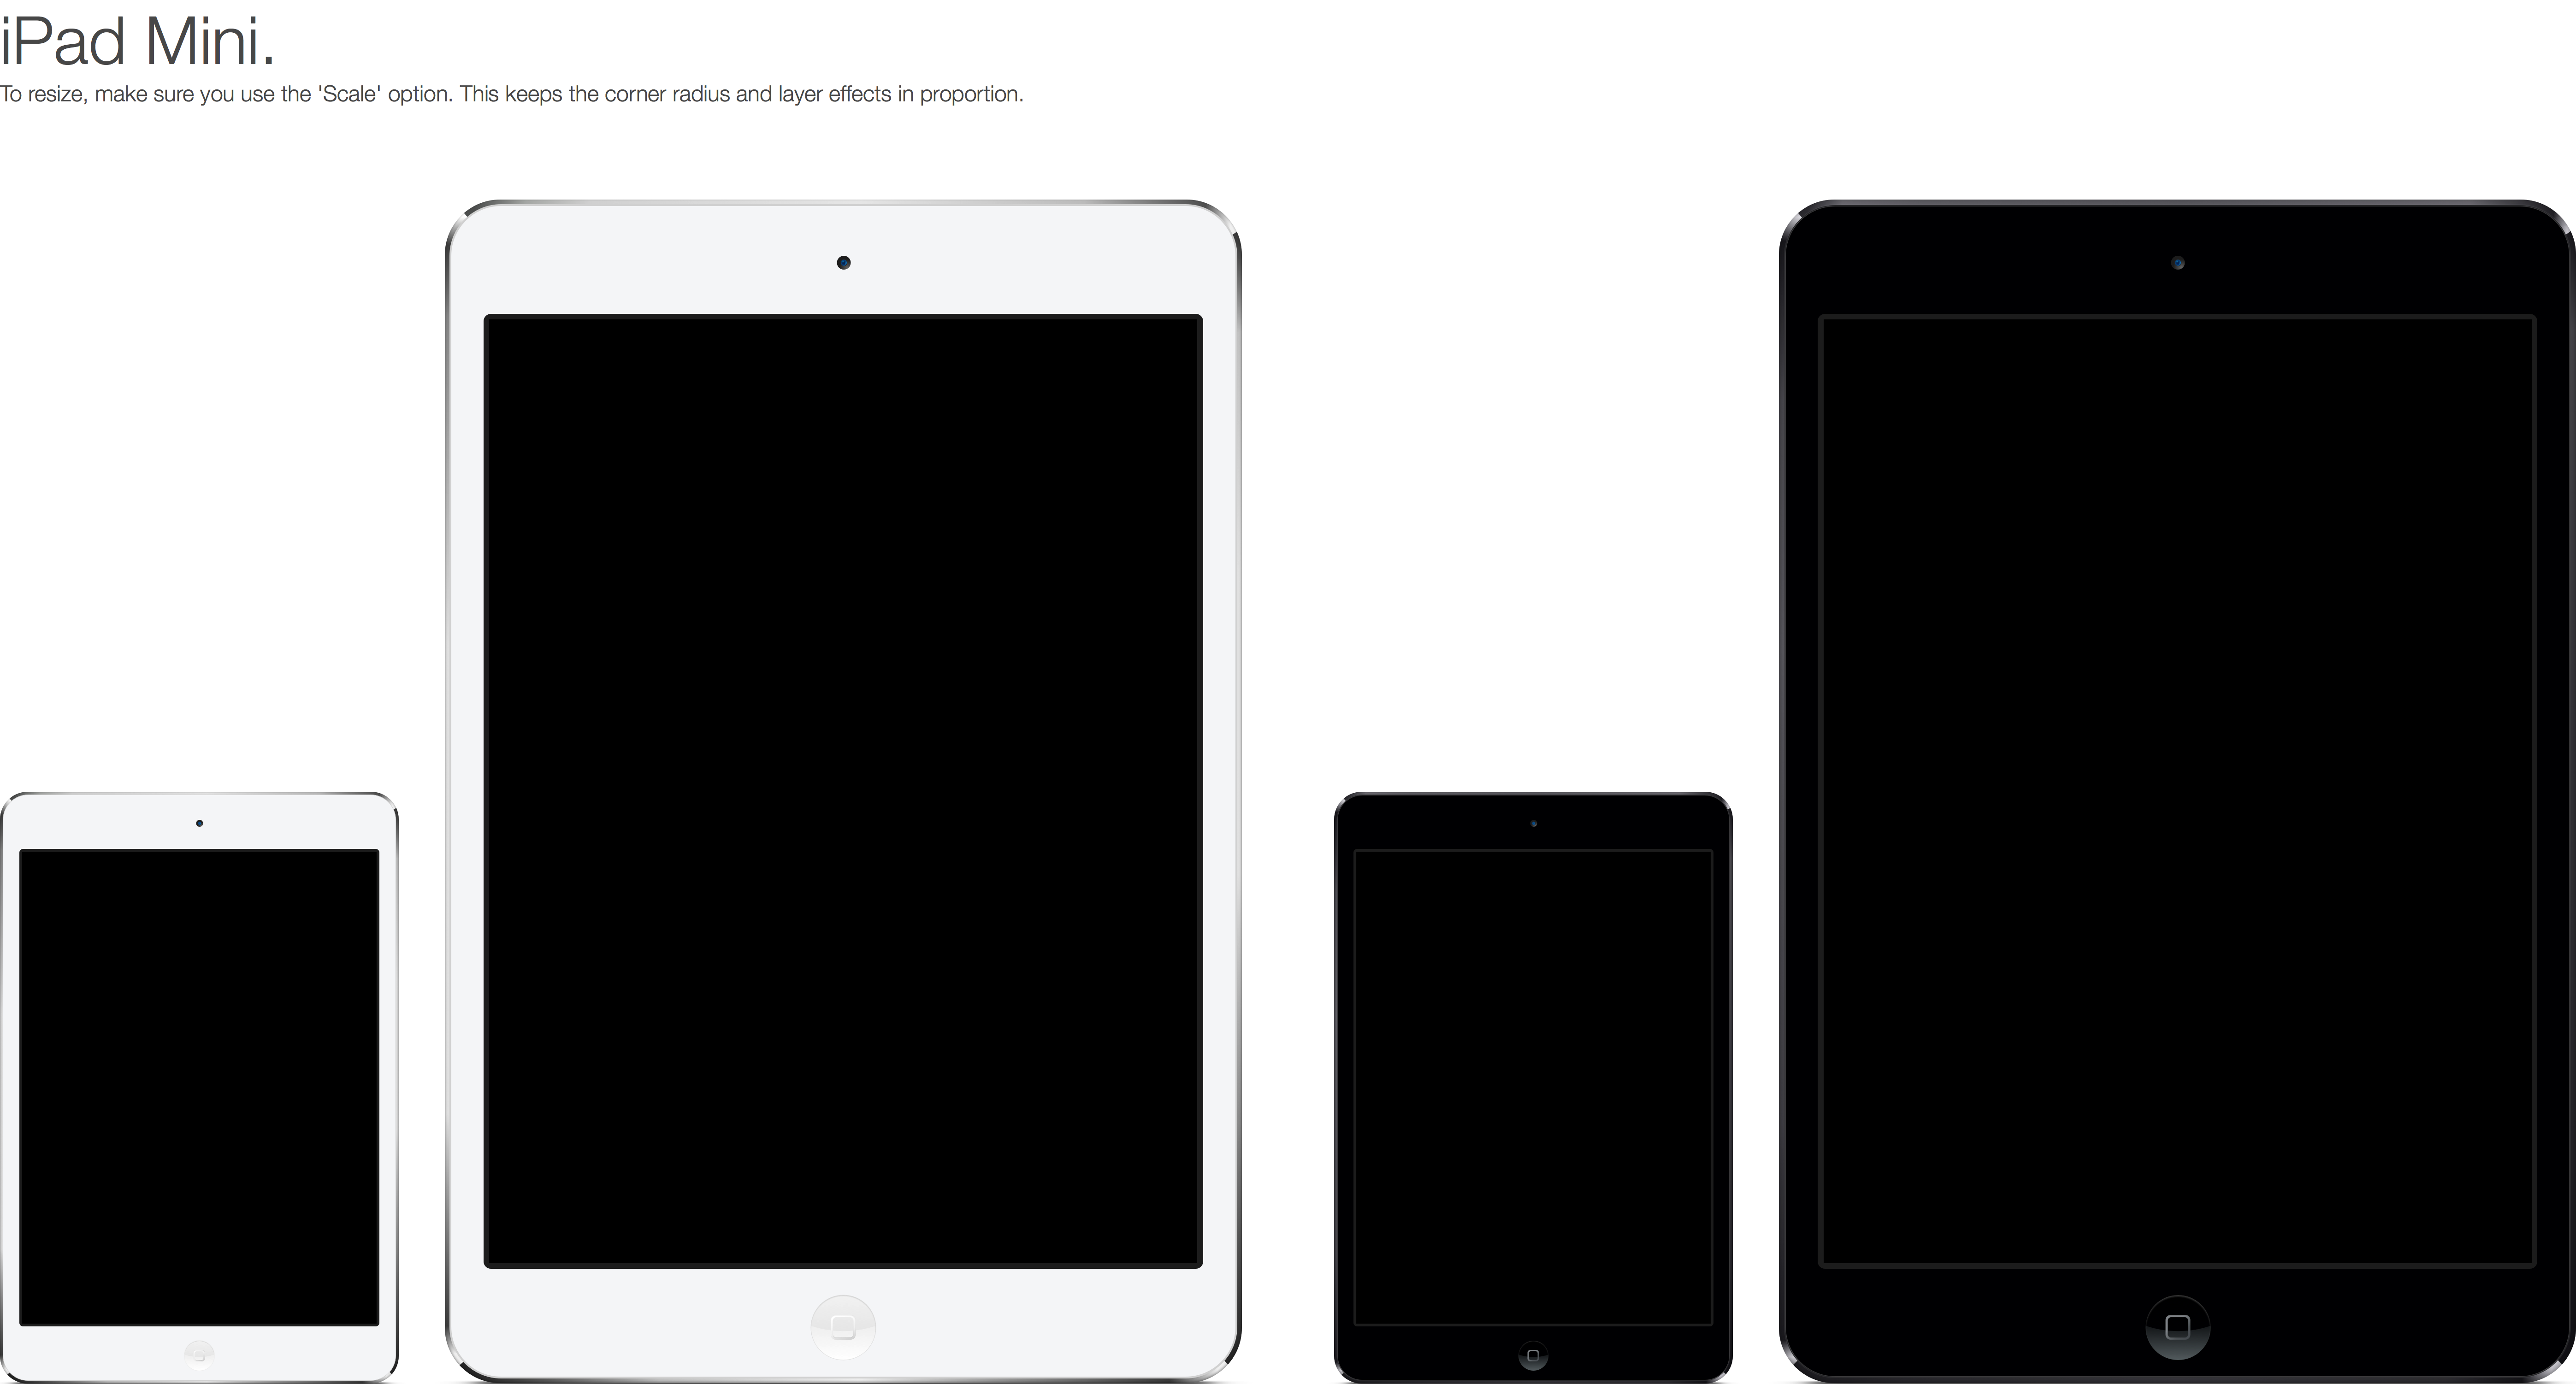 iPad Mini.
To resize, make sure you use the 'Scale' option. This keeps the corner radius and layer effects in proportion.